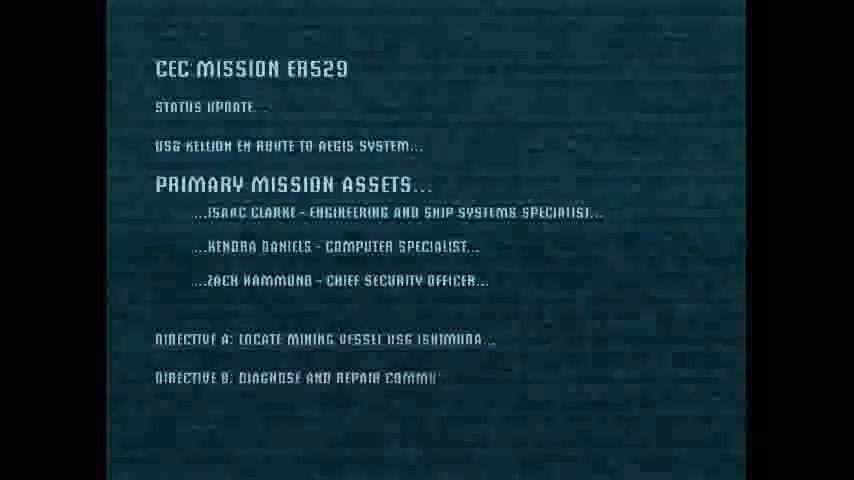 CEC MISSION ER529
STATUS UPDATE...
USG KELLION EN ROUTE TO AEGIS SYSTEM...
PRIMARY MISSION ASSETS...
...ISAAC CLARKE - ENGINEERING AND SHIP SYSTEMS SPECIALIST...
...KENDRA DANIELS - COMPUTER SPECIALIST...
...ZACH HAMMOND - CHIEF SECURITY OFFICER...
DIRECTIVE A: LOCATE MINING VESSEL USG ISHIMURA...
DIRECTIVE B: DIAGNOSE AND REPAIR COMMU